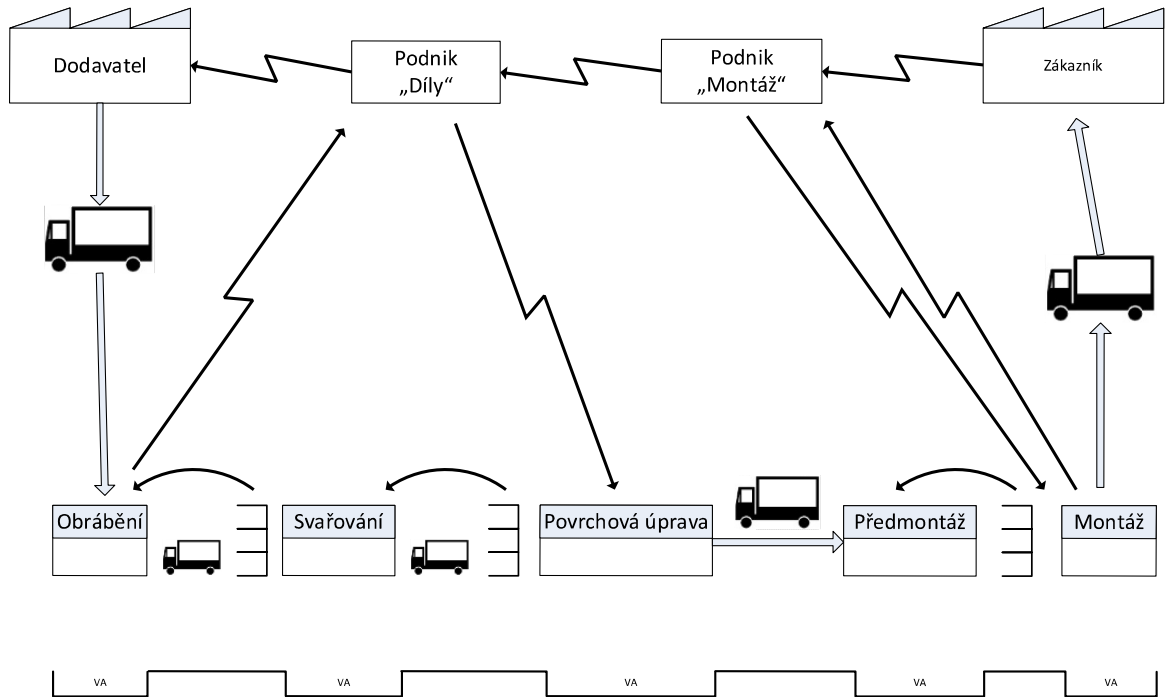 Dodavatel
Podnik
„Díly“
Podnik
„Montáž“
Zákazník
Obrábění
Svařování
Povrchová úprava
Předmontáž
Montáž
VA
VA
VA
VA
VA